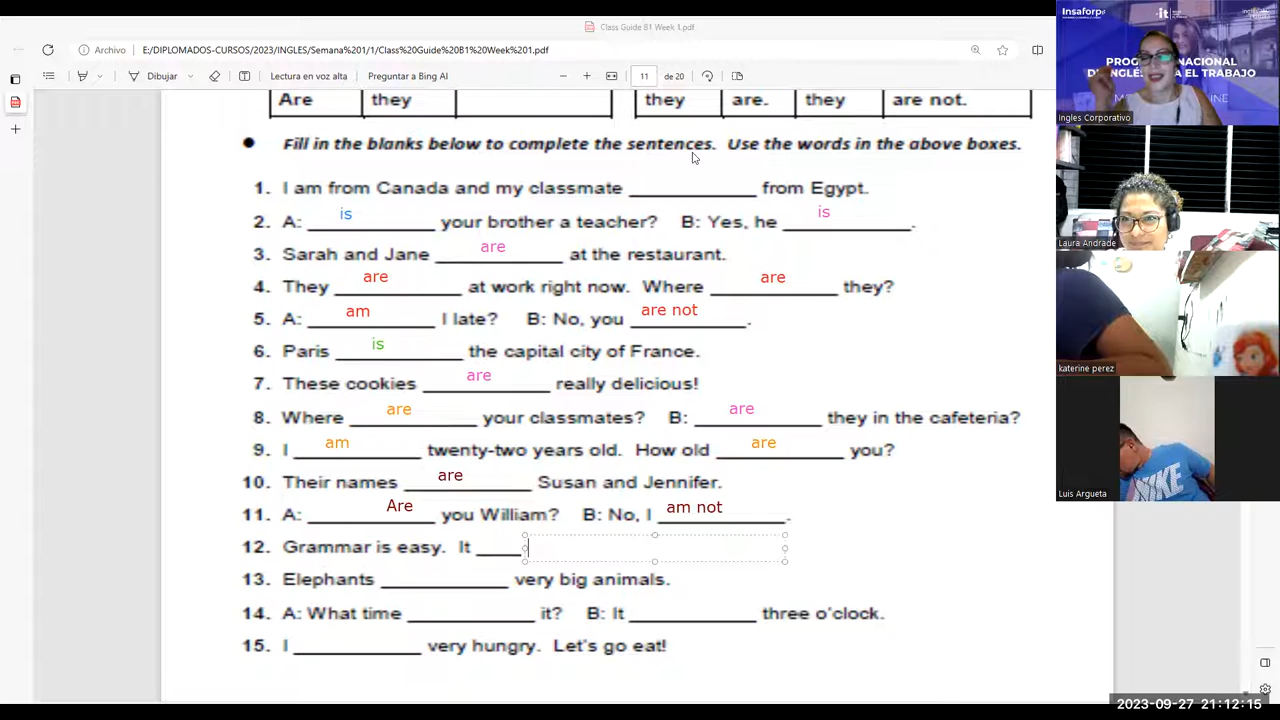 Class Guide B1 Week 1.pdf
Archivo E:/DIPLOMADOS-CURSOS/2023/INGLES/Semana%201/1/Class%20Guide%20B1%20Week%201.pdf
Dibujar Lectura en voz alta Preguntar a Bing AI 11 de 20
Are they they are. they are not.
Fill in the blanks below to complete the sentences. Use the words in the above boxes.
1. I am from Canada and my classmate ____________ from Egypt.
2. A: is your brother a teacher? B: Yes, he is.
3. Sarah and Jane are at the restaurant.
4. They are at work right now. Where are they?
5. A: am I late? B: No, you are not.
6. Paris is the capital city of France.
7. These cookies are really delicious!
8. Where are your classmates? B: are they in the cafeteria?
9. I am twenty-two years old. How old are you?
10. Their names are Susan and Jennifer.
11. A: Are you William? B: No, I am not.
12. Grammar is easy. It ____
13. Elephants ____________ very big animals.
14. A: What time ____________ it? B: It ____________ three o'clock.
15. I ____________ very hungry. Let's go eat!
Insaforp
Ingles Corporativo
Laura Andrade
katerine perez
NIKE
Luis Argueta
2023-09-27 21:12:15